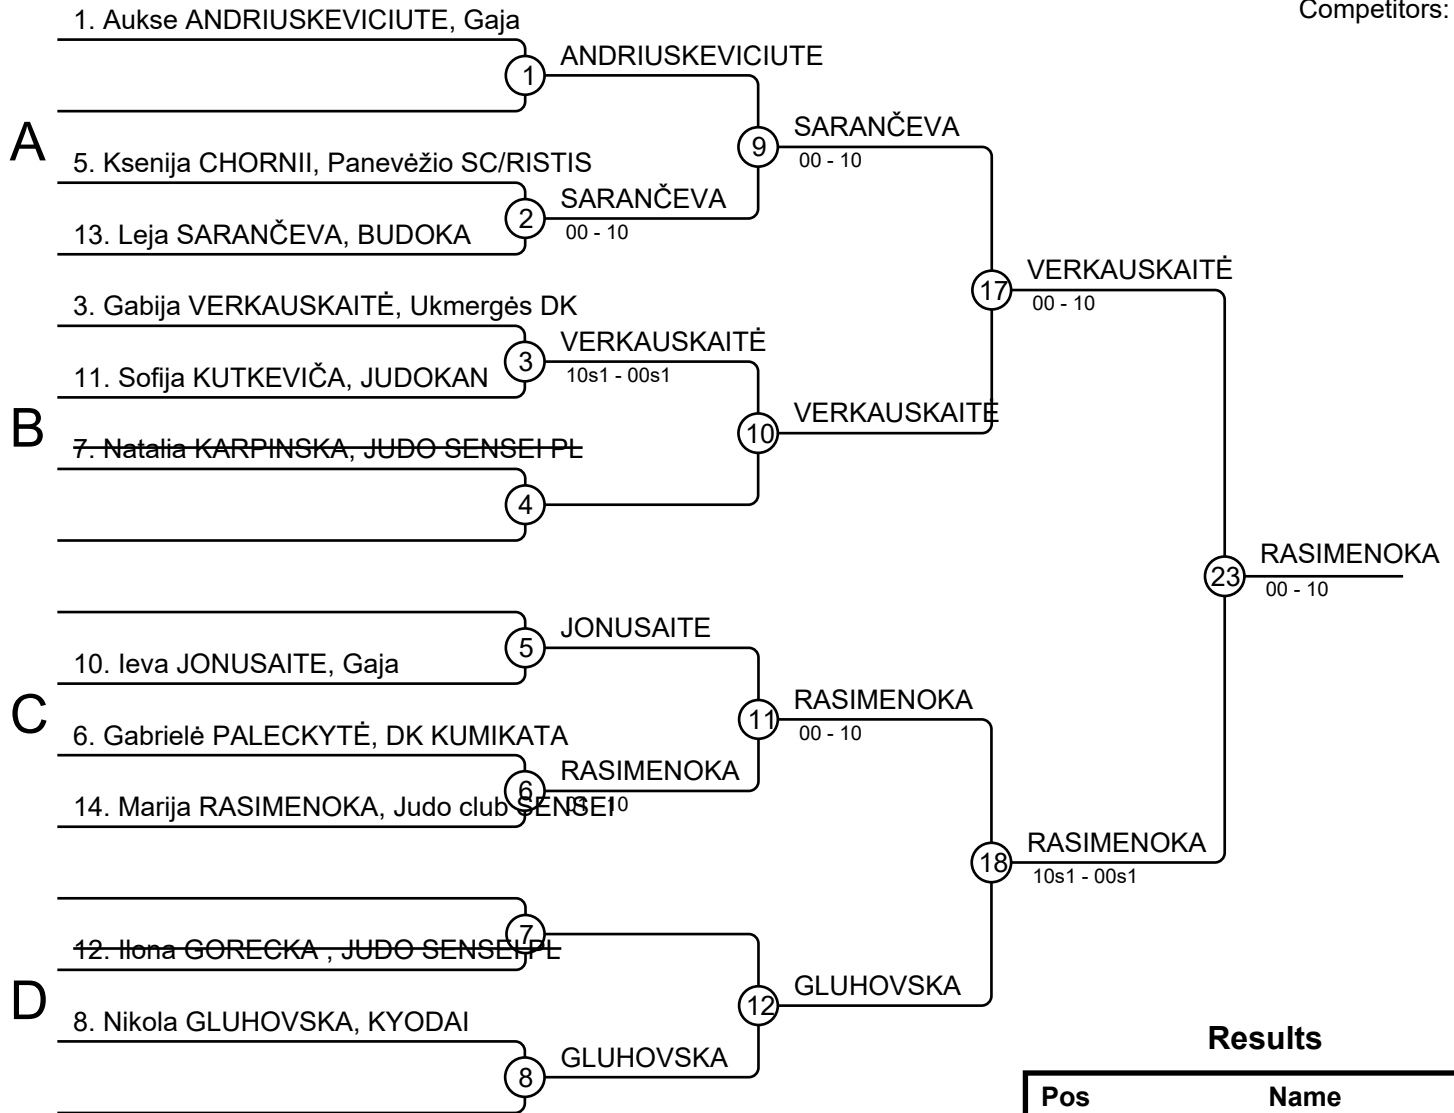 Competitors:
1. Aukse ANDRIUSKEVICIUTE, Gaja
1
ANDRIUSKEVICIUTE
A
9
SARANČEVA
00 - 10
5. Ksenija CHORNII, Panevėžio SC/RISTIS
2
SARANČEVA
00 - 10
13. Leja SARANČEVA, BUDOKA
17
VERKAUSKAITĖ
00 - 10
3. Gabija VERKAUSKAITĖ, Ukmergės DK
3
VERKAUSKAITĖ
10s1 - 00s1
11. Sofija KUTKEVIČA, JUDOKAN
B
10
VERKAUSKAITĖ
7. Natalia KARPINSKA, JUDO SENSEI PL
4
23
RASIMENOKA
00 - 10
5
JONUSAITE
10. Ieva JONUSAITE, Gaja
C
11
RASIMENOKA
00 - 10
6. Gabrielė PALECKYTĖ, DK KUMIKATA
6
RASIMENOKA
14. Marija RASIMENOKA, Judo club SENSEI
18
RASIMENOKA
10s1 - 00s1
7
12. Ilona GORECKA , JUDO SENSEI PL
D
12
GLUHOVSKA
8. Nikola GLUHOVSKA, KYODAI
8
GLUHOVSKA
Results
Pos Name